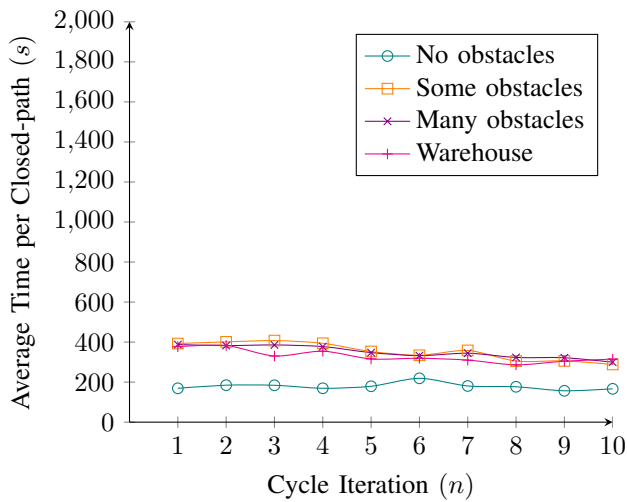 2,000
1,800
1,600
1,400
1,200
1,000
800
600
400
200
0
Average Time per Closed-path (s)
No obstacles
Some obstacles
Many obstacles
Warehouse
1 2 3 4 5 6 7 8 9 10
Cycle Iteration (n)